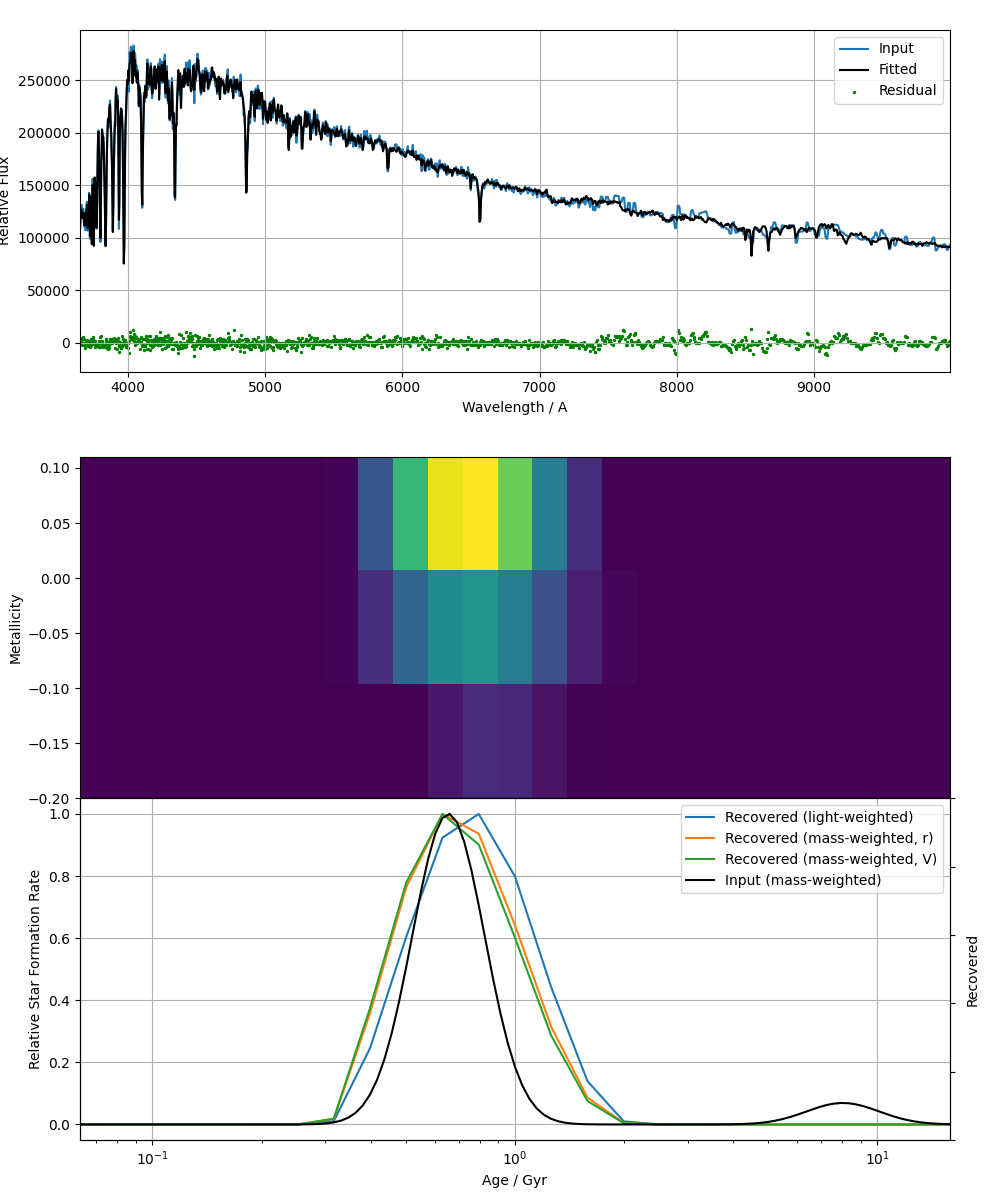 Input
Fitted
Residual
250000
200000
150000
100000
50000
0
Relative Flux
4000 5000 6000 7000 8000 9000
Wavelength / A
0.10
0.05
0.00
−0.05
−0.10
−0.15
−0.20
Metallicity
Recovered (light-weighted)
Recovered (mass-weighted, r)
Recovered (mass-weighted, V)
Input (mass-weighted)
1.0
0.8
0.6
0.4
0.2
0.0
Relative Star Formation Rate
Recovered
10⁻¹ 10⁰ 10¹
Age / Gyr